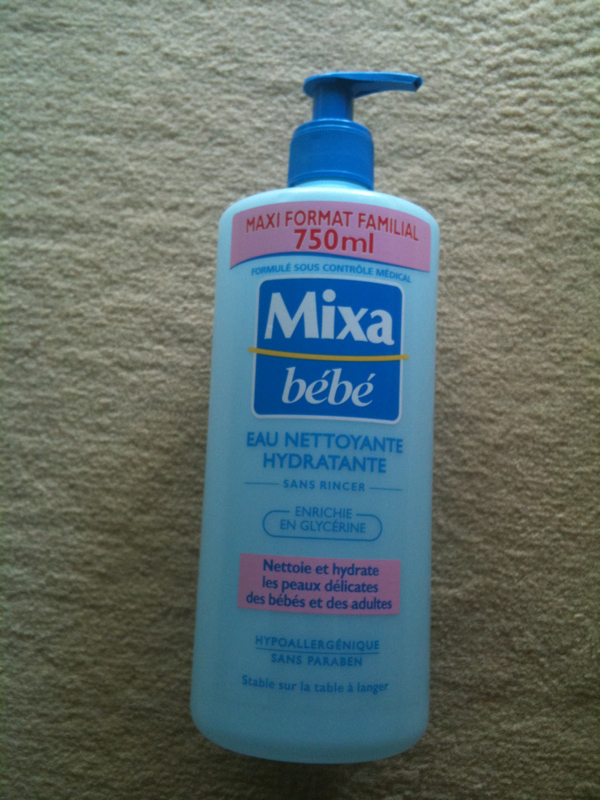 MAXI FORMAT FAMILIAL
750ml
FORMULÉ SOUS CONTRÔLE MÉDICAL
Mixa
bébé
EAU NETTOYANTE
HYDRATANTE
SANS RINCER
ENRICHIE
EN GLYCÉRINE
Nettoie et hydrate
les peaux délicates
des bébés et des adultes
HYPOALLERGÉNIQUE
SANS PARABEN
Stable sur la table à langer